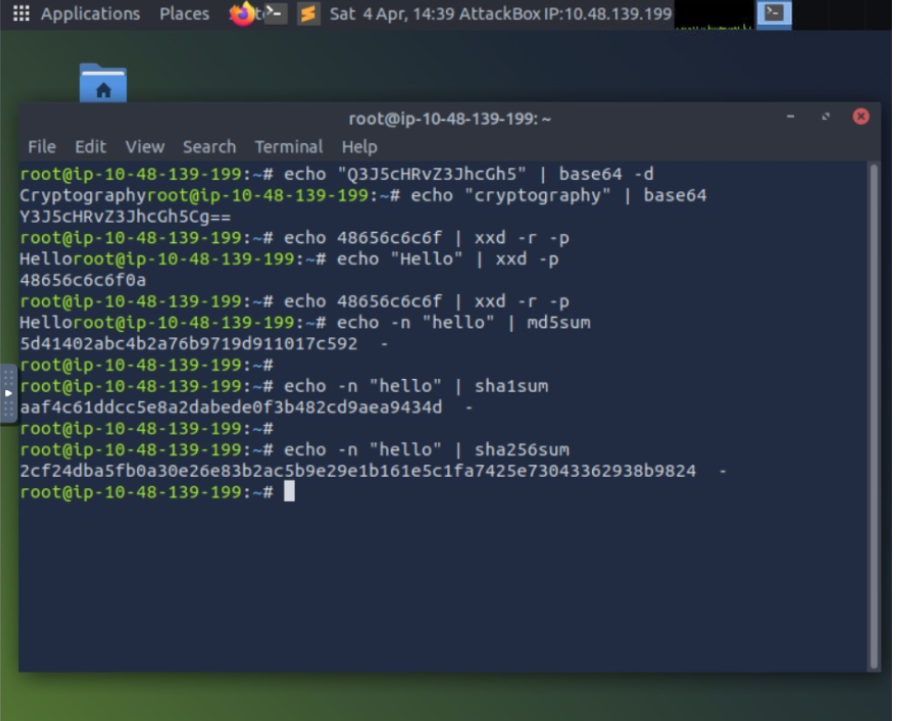 Applications Places Sat 4 Apr, 14:39 AttackBox IP:10.48.139.199
root@ip-10-48-139-199: ~
File Edit View Search Terminal Help
root@ip-10-48-139-199:~# echo "Q3J5cHRvZ3JhcGh5" | base64 -d
Cryptographyroot@ip-10-48-139-199:~# echo "cryptography" | base64
Y3J5cHRvZ3JhcGh5Cg==
root@ip-10-48-139-199:~# echo 48656c6c6f | xxd -r -p
Helloroot@ip-10-48-139-199:~# echo "Hello" | xxd -p
48656c6c6f0a
root@ip-10-48-139-199:~# echo 48656c6c6f | xxd -r -p
Helloroot@ip-10-48-139-199:~# echo -n "hello" | md5sum
5d41402abc4b2a76b9719d911017c592  -
root@ip-10-48-139-199:~#
root@ip-10-48-139-199:~# echo -n "hello" | sha1sum
aaf4c61ddcc5e8a2dabede0f3b482cd9aea9434d  -
root@ip-10-48-139-199:~#
root@ip-10-48-139-199:~# echo -n "hello" | sha256sum
2cf24dba5fb0a30e26e83b2ac5b9e29e1b161e5c1fa7425e73043362938b9824  -
root@ip-10-48-139-199:~#